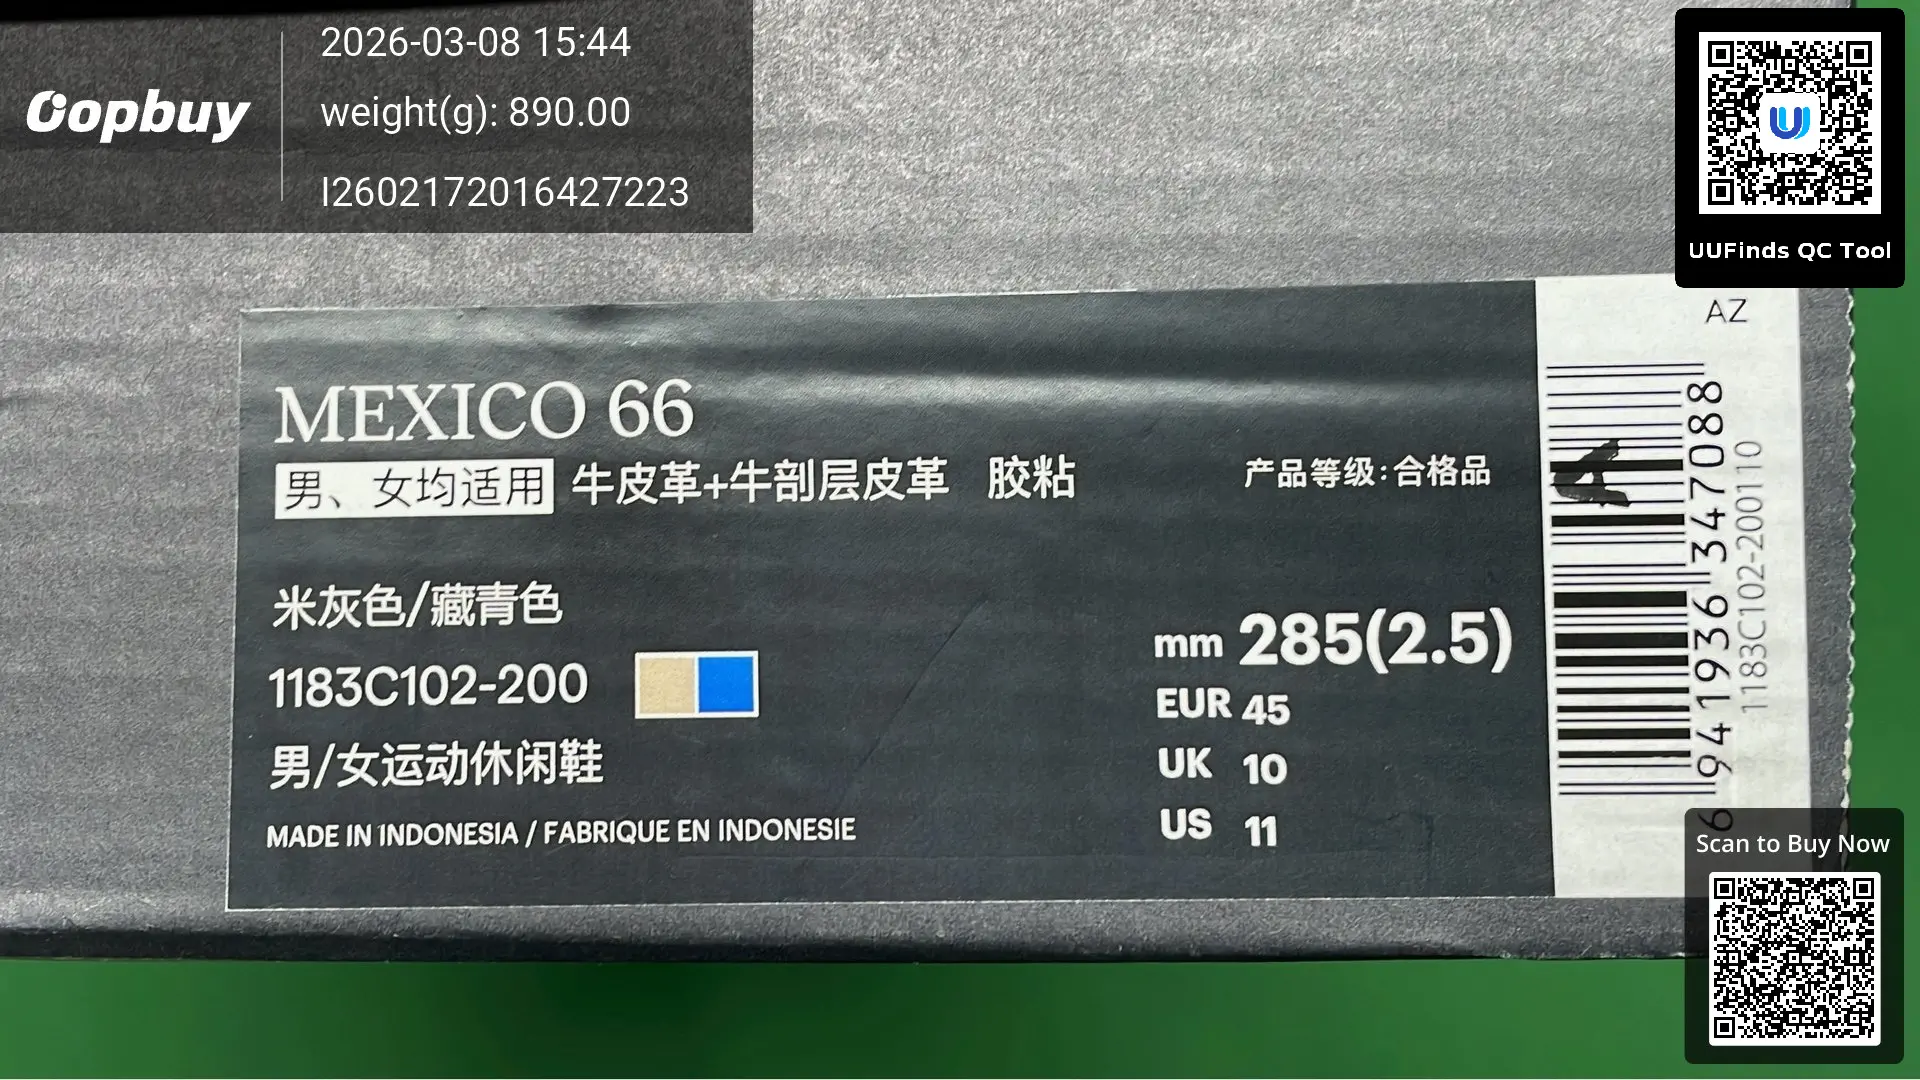 Oopbuy
2026-03-08 15:44
weight(g): 890.00
I2602172016427223
UUFinds QC Tool
AZ
MEXICO 66
男、女均适用 牛皮革+牛剖层皮革 胶粘
产品等级:合格品
米灰色/藏青色
1183C102-200
男/女运动休闲鞋
MADE IN INDONESIA / FABRIQUE EN INDONESIE
mm 285(2.5)
EUR 45
UK 10
US 11
6 941936 347088
1183C102-200110
Scan to Buy Now